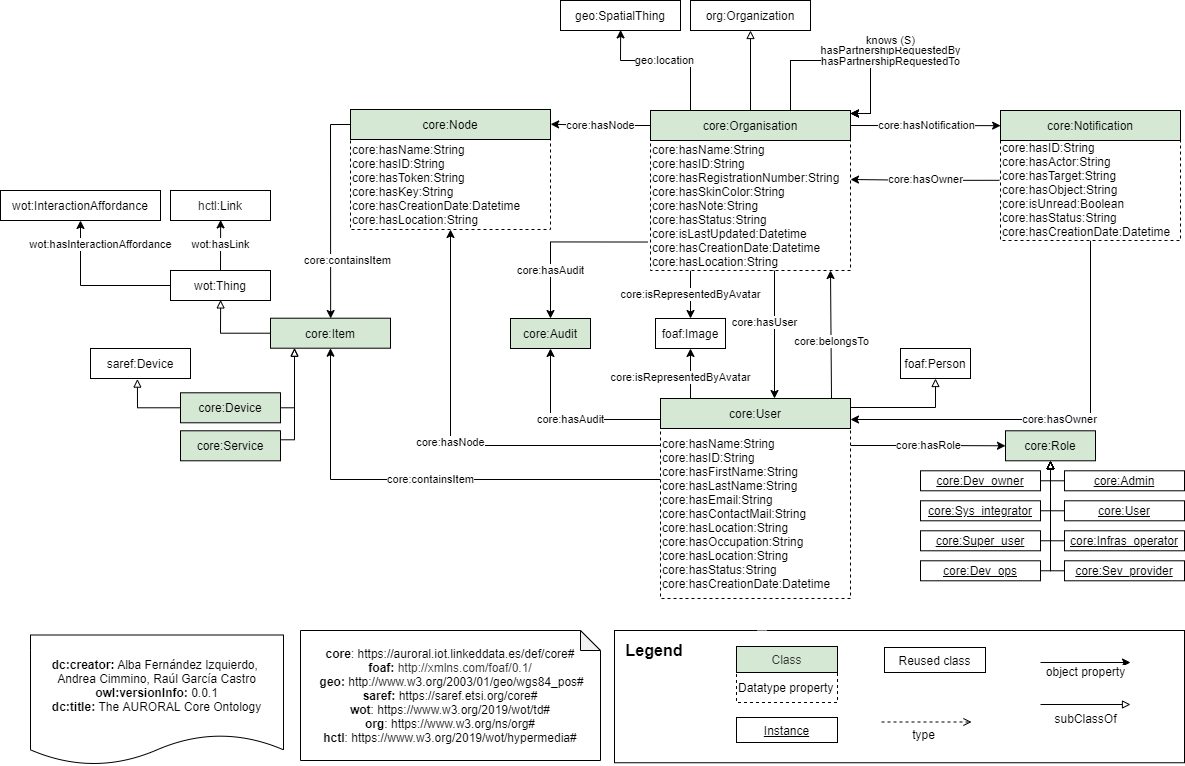 geo:SpatialThing
org:Organization
knows (S)
hasPartnershipRequestedBy
hasPartnershipRequestedTo
geo:location
core:Node
core:hasNode
core:Organisation
core:hasNotification
core:Notification
core:hasName:String
core:hasID:String
core:hasToken:String
core:hasKey:String
core:hasCreationDate:Datetime
core:hasLocation:String
core:hasName:String
core:hasID:String
core:hasRegistrationNumber:String
core:hasSkinColor:String
core:hasNote:String
core:hasStatus:String
core:isLastUpdated:Datetime
core:hasCreationDate:Datetime
core:hasLocation:String
core:hasOwner
core:hasID:String
core:hasActor:String
core:hasTarget:String
core:hasObject:String
core:isUnread:Boolean
core:hasStatus:String
core:hasCreationDate:Datetime
wot:InteractionAffordance
hctl:Link
wot:hasInteractionAffordance
wot:hasLink
core:containsItem
core:hasAudit
wot:Thing
core:isRepresentedByAvatar
core:hasUser
core:belongsTo
core:Item
core:Audit
foaf:Image
saref:Device
foaf:Person
core:isRepresentedByAvatar
core:Device
core:Service
core:hasAudit
core:User
core:hasOwner
core:hasNode
core:hasRole
core:Role
core:containsItem
core:hasName:String
core:hasID:String
core:hasFirstName:String
core:hasLastName:String
core:hasEmail:String
core:hasContactMail:String
core:hasLocation:String
core:hasOccupation:String
core:hasLocation:String
core:hasStatus:String
core:hasCreationDate:Datetime
core:Dev_owner
core:Admin
core:Sys_integrator
core:User
core:Super_user
core:Infras_operator
core:Dev_ops
core:Sev_provider
dc:creator: Alba Fernández Izquierdo,
Andrea Cimmino, Raúl García Castro
owl:versionInfo: 0.0.1
dc:title: The AURORAL Core Ontology
core: https://auroral.iot.linkeddata.es/def/core#
foaf: http://xmlns.com/foaf/0.1/
geo: http://www.w3.org/2003/01/geo/wgs84_pos#
saref: https://saref.etsi.org/core#
wot: https://www.w3.org/2019/wot/td#
org: https://www.w3.org/ns/org#
hctl: https://www.w3.org/2019/wot/hypermedia#
Legend
Class
Datatype property
Instance
Reused class
type
object property
subClassOf